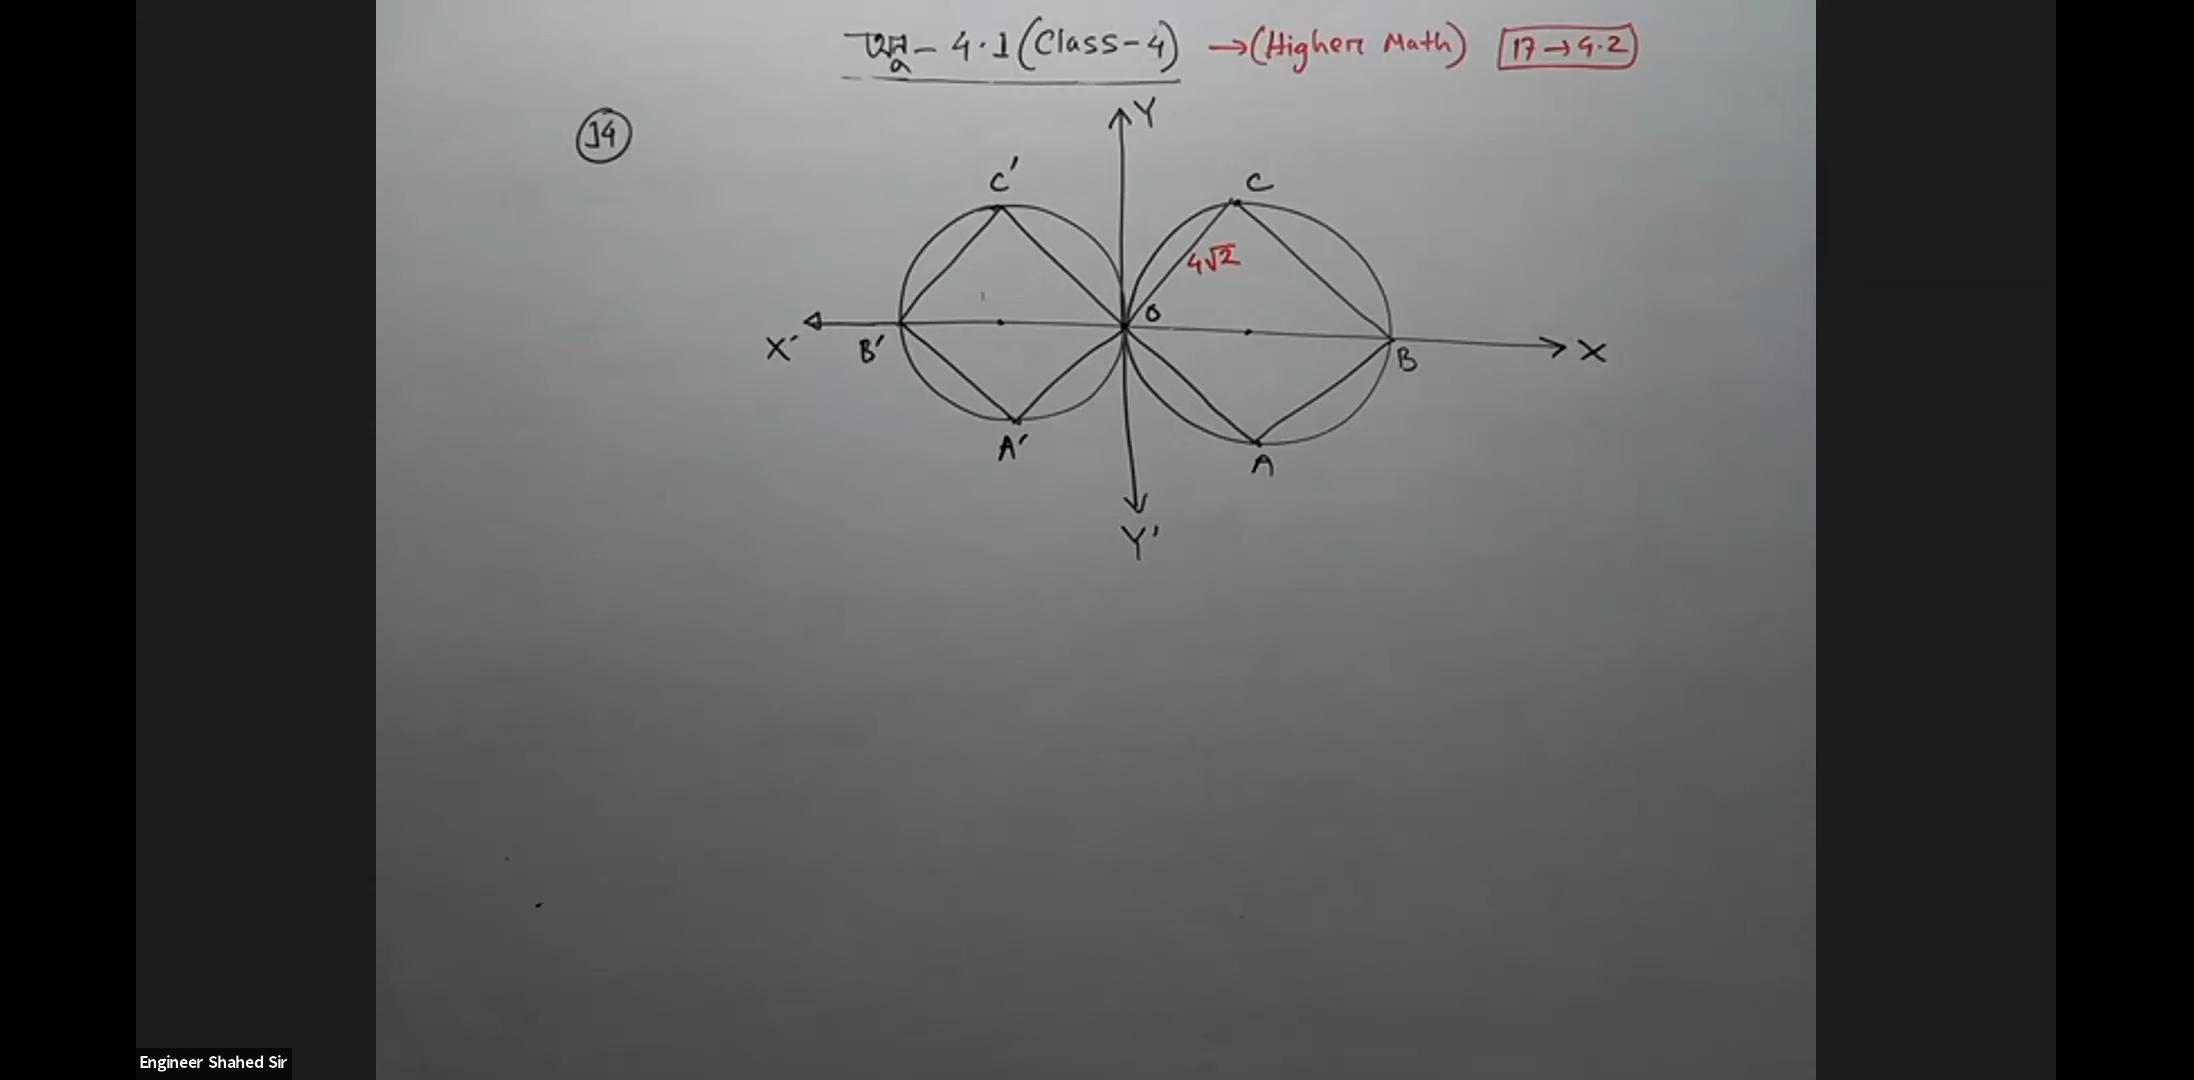 অনু - 4.1 (Class-4) → (Higher Math) 17 → 4.2
14
Y
C'
C
4√2
O
X'
B'
B
X
A'
A
Y'
Engineer Shahed Sir